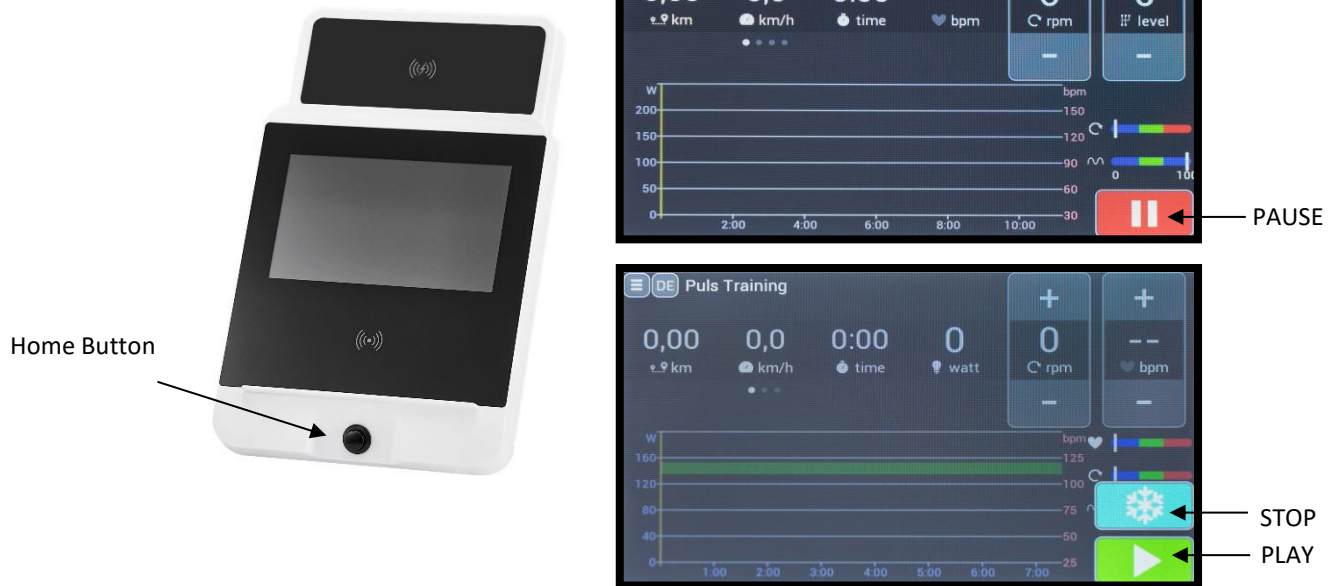 km km/h time bpm rpm level
−
−
W bpm
200 150
150 120
100 90
50 60
0 30
0
2:00 4:00 6:00 8:00 10:00
PAUSE
DE Puls Training
+ +
0,00 0,0 0:00 0 0 --
km km/h time watt rpm bpm
− −
Home Button
W bpm
160 125
120 100
80 75
40 50
0 25
1:00 2:00 3:00 4:00 5:00 6:00 7:00
STOP
PLAY